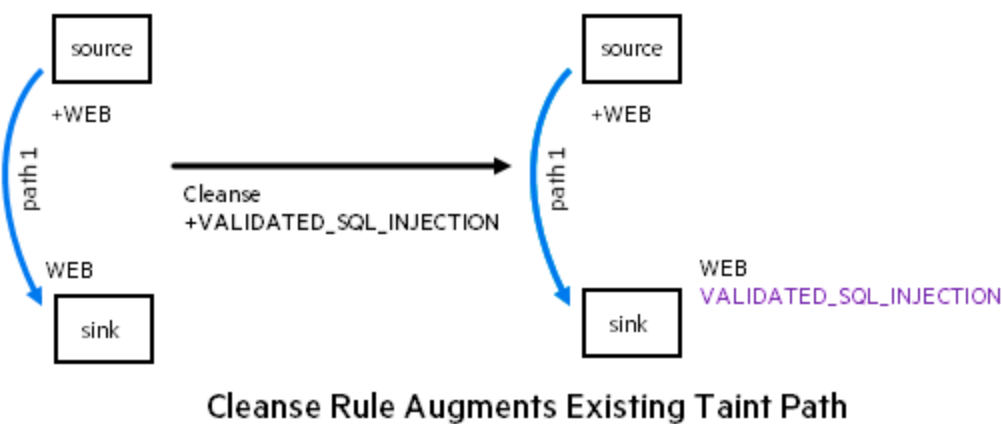 source
+WEB
path 1
WEB
sink
Cleanse
+VALIDATED_SQL_INJECTION
source
+WEB
path 1
WEB
VALIDATED_SQL_INJECTION
sink
Cleanse Rule Augments Existing Taint Path